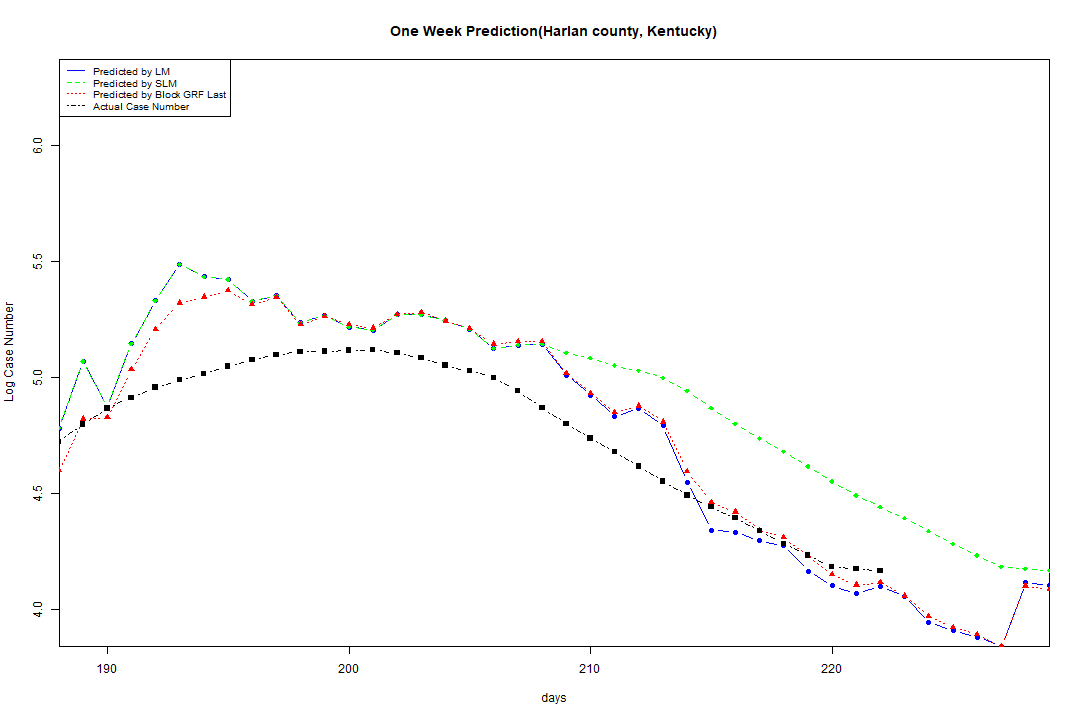 One Week Prediction(Harlan county, Kentucky)
Predicted by LM
Predicted by SLM
Predicted by Block GRF Last
Actual Case Number
6.0
5.5
5.0
4.5
4.0
Log Case Number
190
200
210
220
days